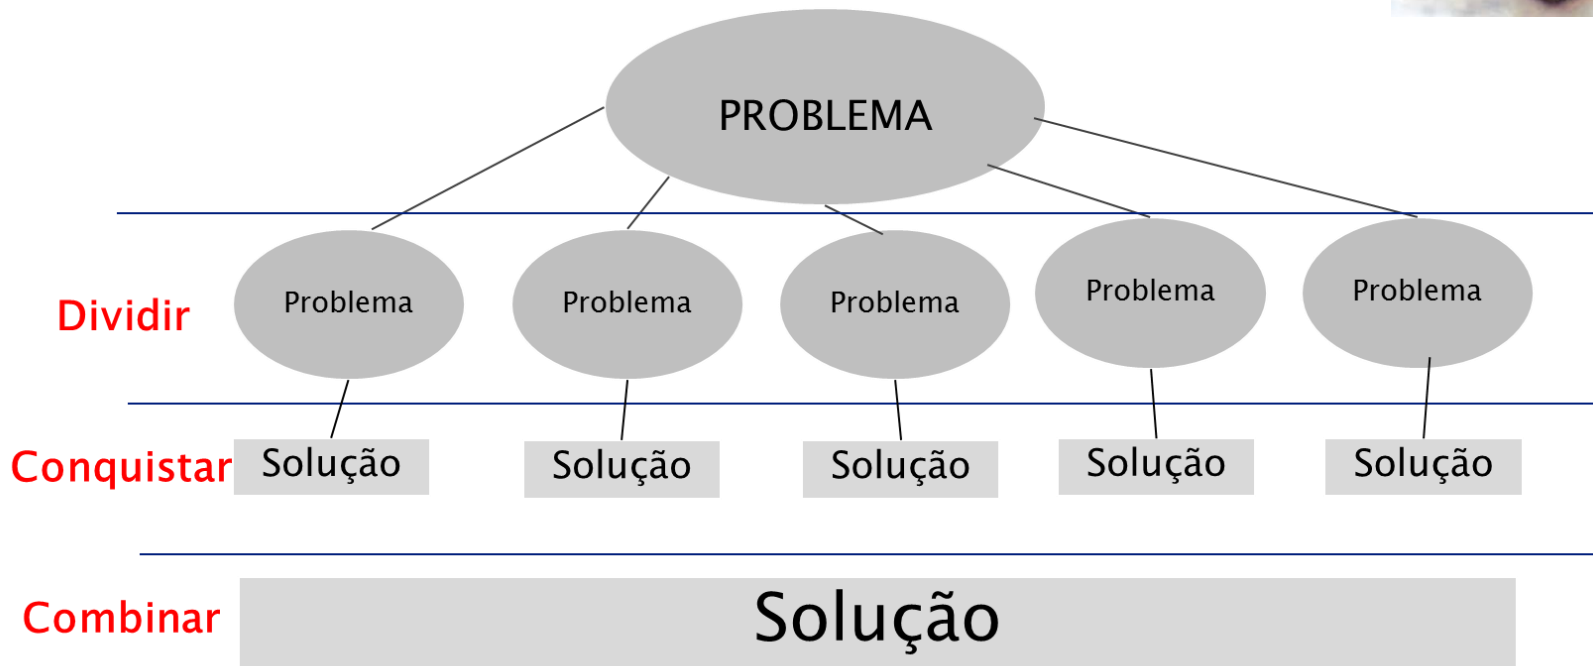 PROBLEMA
Dividir
Problema
Problema
Problema
Problema
Problema
Conquistar
Solução
Solução
Solução
Solução
Solução
Combinar
Solução